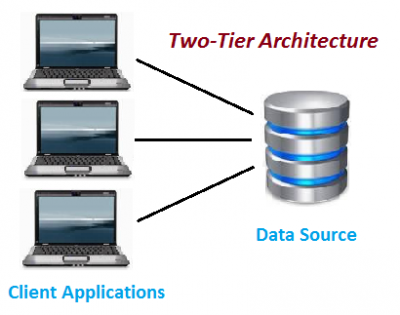 Two-Tier Architecture
Data Source
Client Applications